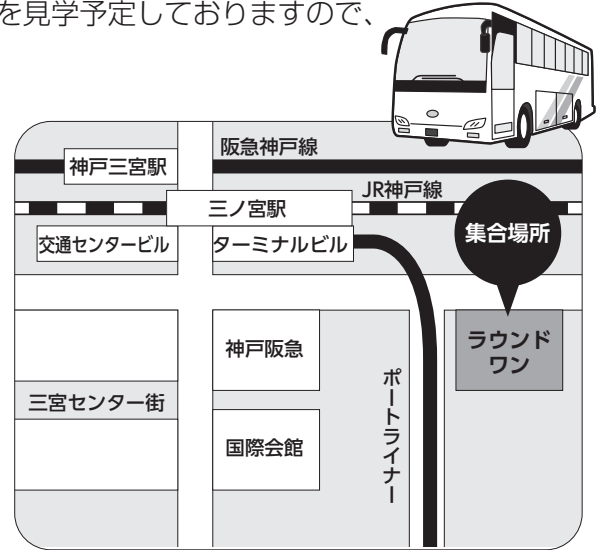 を見学予定しておりますので、
阪急神戸線
神戸三宮駅
JR神戸線
三ノ宮駅
集合場所
交通センタービル
ターミナルビル
ラウンド
ワン
神戸阪急
ポートライナー
三宮センター街
国際会館